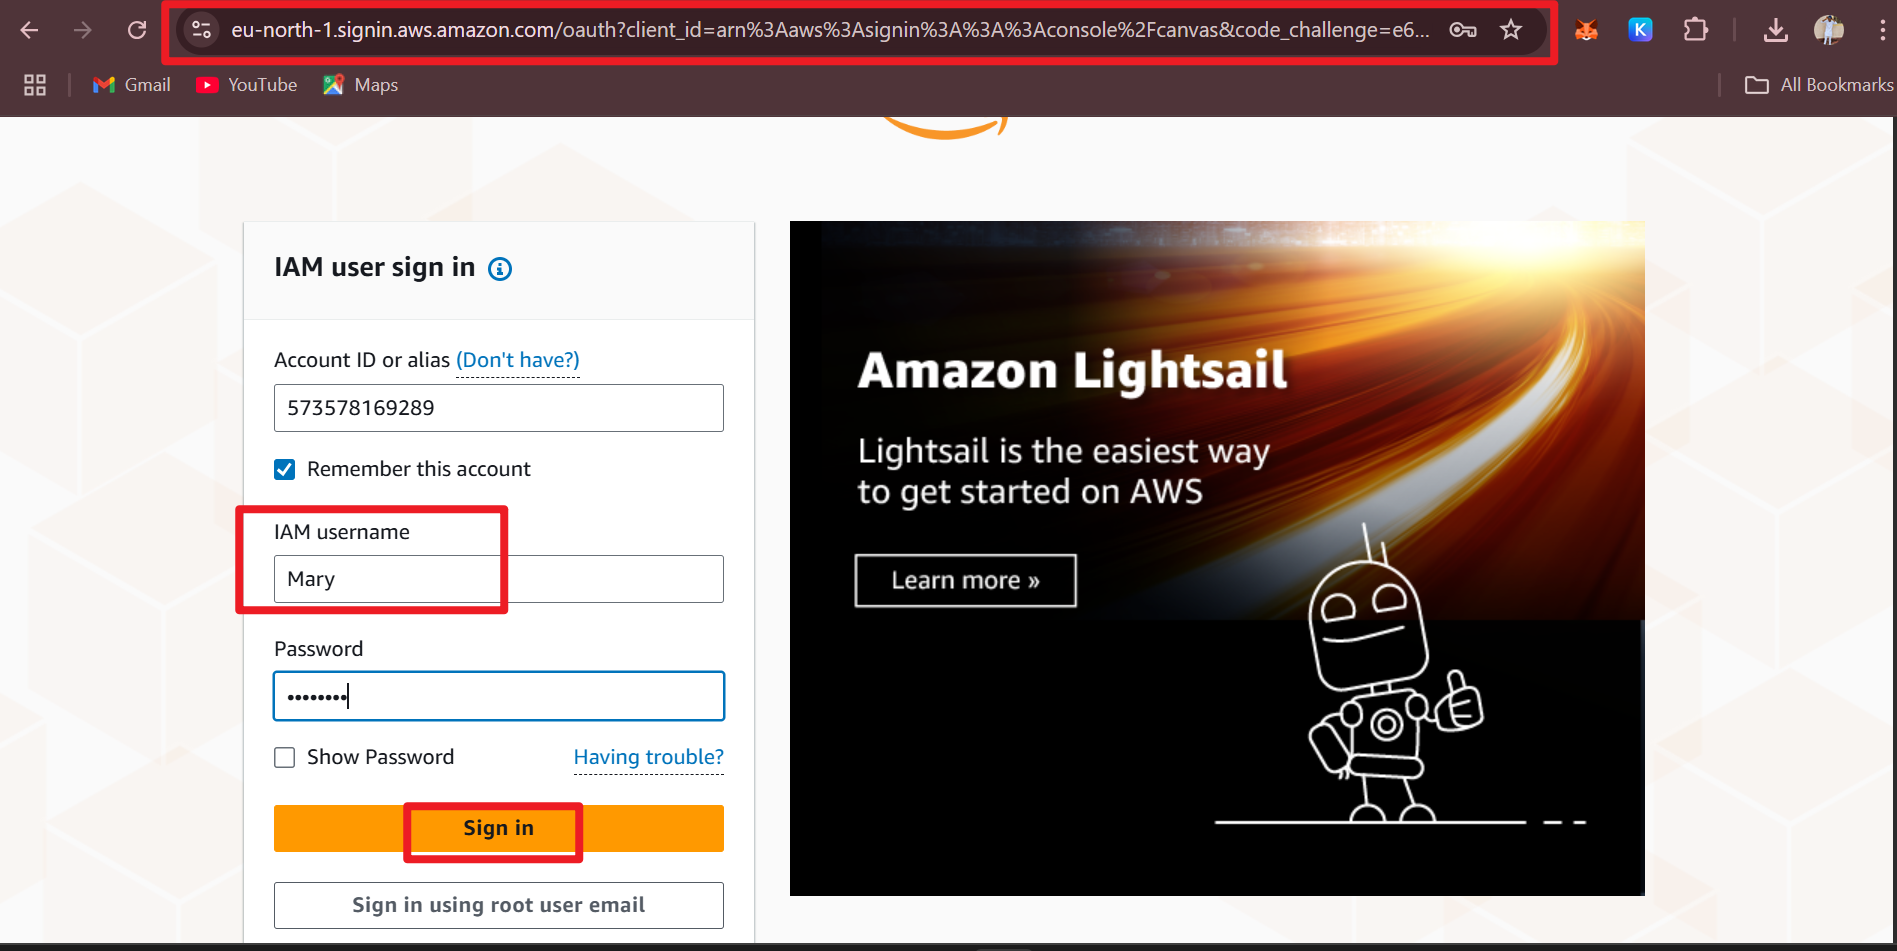 eu-north-1.signin.aws.amazon.com/oauth?client_id=arn%3Aaws%3Asignin%3A%3A%3Aconsole%2Fcanvas&code_challenge=e6...
K
Gmail
YouTube
Maps
All Bookmarks
IAM user sign in
Account ID or alias (Don't have?)
573578169289
Remember this account
IAM username
Mary
Password
••••••••
Show Password
Having trouble?
Sign in
Sign in using root user email
Amazon Lightsail
Lightsail is the easiest way
to get started on AWS
Learn more »